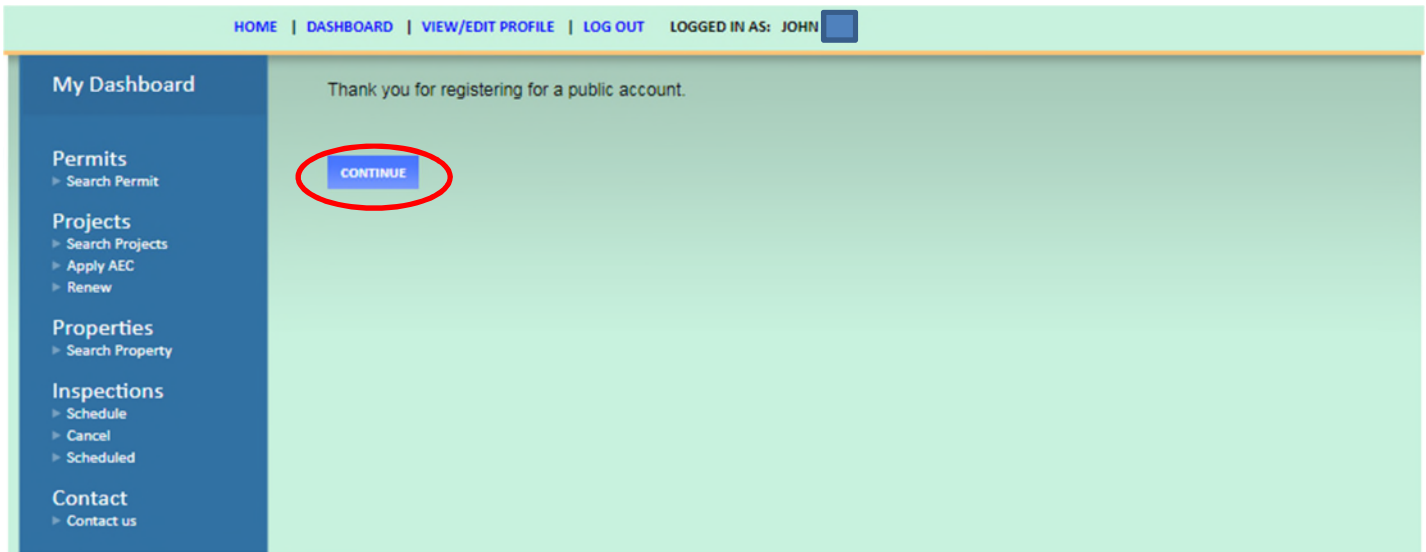 HOME | DASHBOARD | VIEW/EDIT PROFILE | LOG OUT LOGGED IN AS: JOHN
My Dashboard
Thank you for registering for a public account.
CONTINUE
Permits
Search Permit
Projects
Search Projects
Apply AEC
Renew
Properties
Search Property
Inspections
Schedule
Cancel
Scheduled
Contact
Contact us